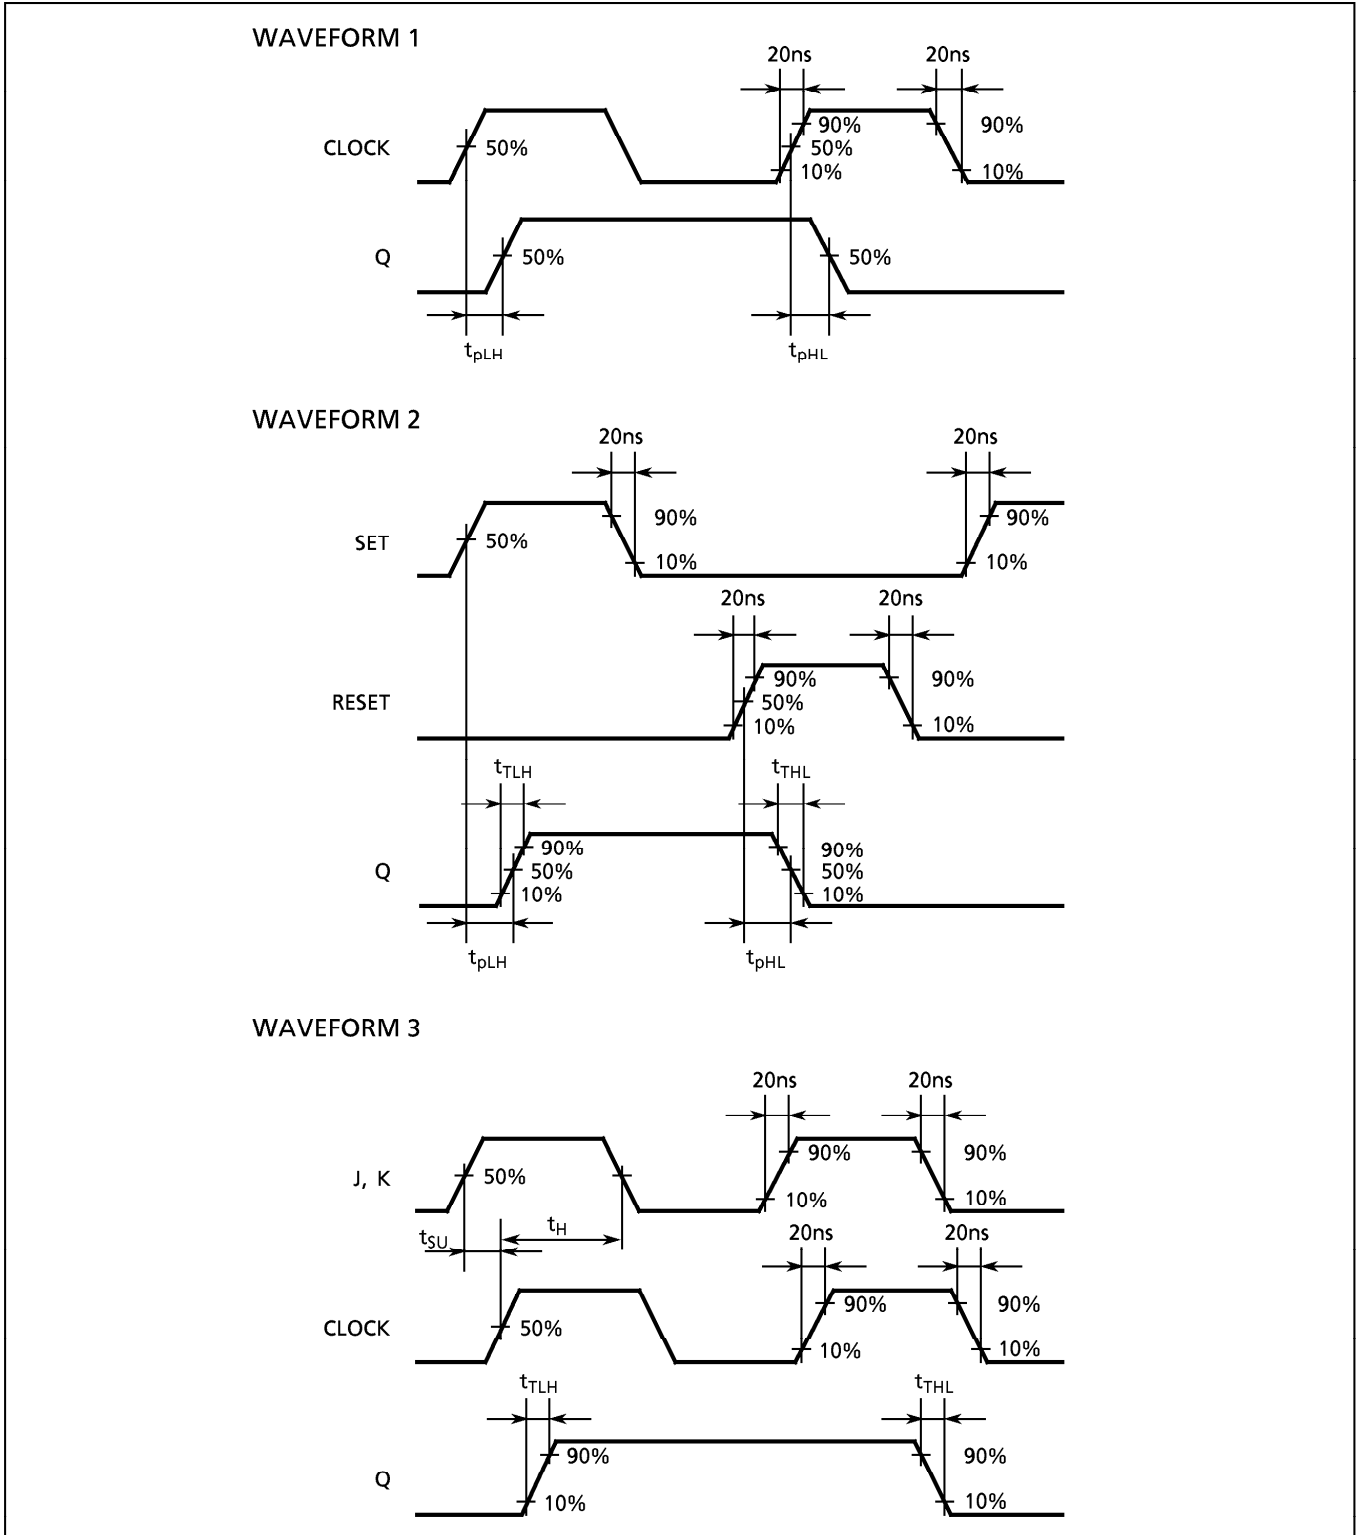 WAVEFORM 1
20ns 20ns
90% 90%
CLOCK 50% 50%
10% 10%
Q 50% 50%
tpLH tpHL
WAVEFORM 2
20ns 20ns
90% 90%
SET 50%
10% 10%
20ns 20ns
90% 90%
RESET 50%
10% 10%
tTLH tTHL
90% 90%
Q 50% 50%
10% 10%
tpLH tpHL
WAVEFORM 3
20ns 20ns
90% 90%
J, K 50%
10% 10%
tSU tH 20ns 20ns
90% 90%
CLOCK 50%
10% 10%
tTLH tTHL
90% 90%
Q
10% 10%